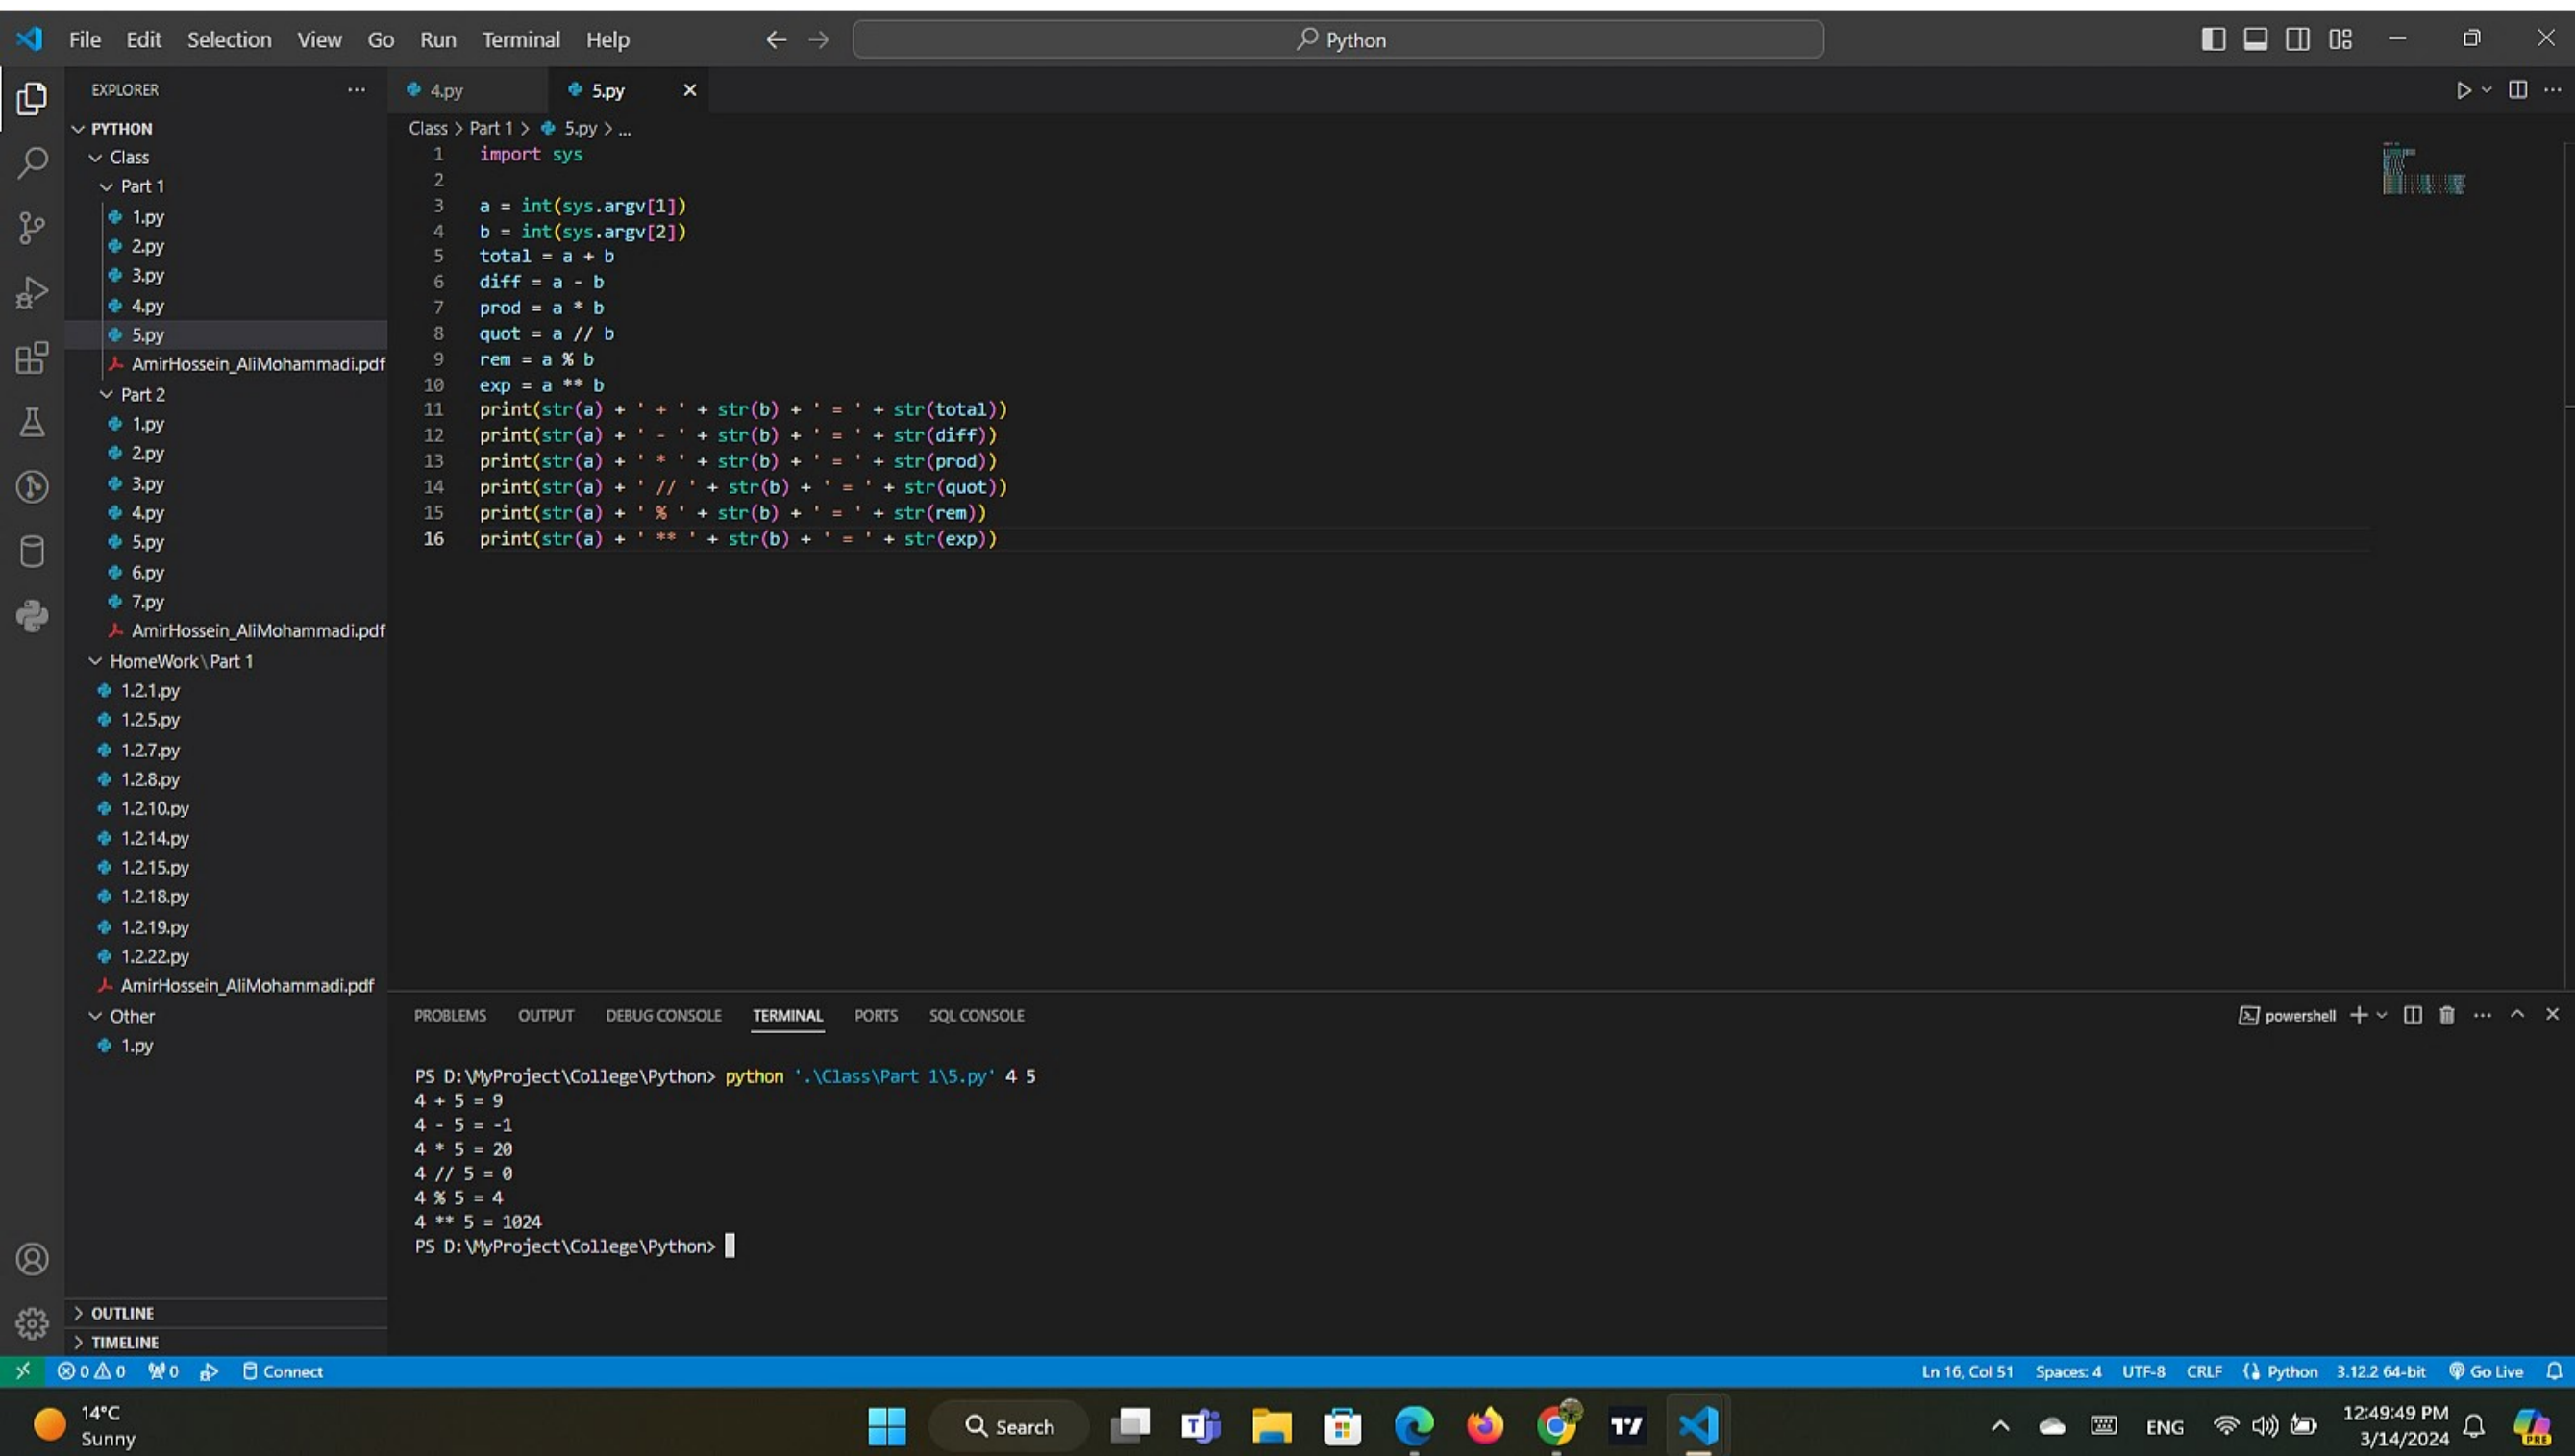 File Edit Selection View Go Run Terminal Help
Python
EXPLORER
4.py
5.py
PYTHON
Class
Part 1
1.py
2.py
3.py
4.py
5.py
AmirHossein_AliMohammadi.pdf
Part 2
1.py
2.py
3.py
4.py
5.py
6.py
7.py
AmirHossein_AliMohammadi.pdf
HomeWork\Part 1
1.2.1.py
1.2.5.py
1.2.7.py
1.2.8.py
1.2.10.py
1.2.14.py
1.2.15.py
1.2.18.py
1.2.19.py
1.2.22.py
AmirHossein_AliMohammadi.pdf
Other
1.py
OUTLINE
TIMELINE
Class > Part 1 > 5.py > ...
1 import sys
2
3 a = int(sys.argv[1])
4 b = int(sys.argv[2])
5 total = a + b
6 diff = a - b
7 prod = a * b
8 quot = a // b
9 rem = a % b
10 exp = a ** b
11 print(str(a) + ' + ' + str(b) + ' = ' + str(total))
12 print(str(a) + ' - ' + str(b) + ' = ' + str(diff))
13 print(str(a) + ' * ' + str(b) + ' = ' + str(prod))
14 print(str(a) + ' // ' + str(b) + ' = ' + str(quot))
15 print(str(a) + ' % ' + str(b) + ' = ' + str(rem))
16 print(str(a) + ' ** ' + str(b) + ' = ' + str(exp))
PROBLEMS OUTPUT DEBUG CONSOLE TERMINAL PORTS SQL CONSOLE
powershell
PS D:\MyProject\College\Python> python '.\Class\Part 1\5.py' 4 5
4 + 5 = 9
4 - 5 = -1
4 * 5 = 20
4 // 5 = 0
4 % 5 = 4
4 ** 5 = 1024
PS D:\MyProject\College\Python>
0 0 0 Connect
Ln 16, Col 51 Spaces: 4 UTF-8 CRLF Python 3.12.2 64-bit Go Live
14°C
Sunny
Search
ENG
12:49:49 PM
3/14/2024
PRE